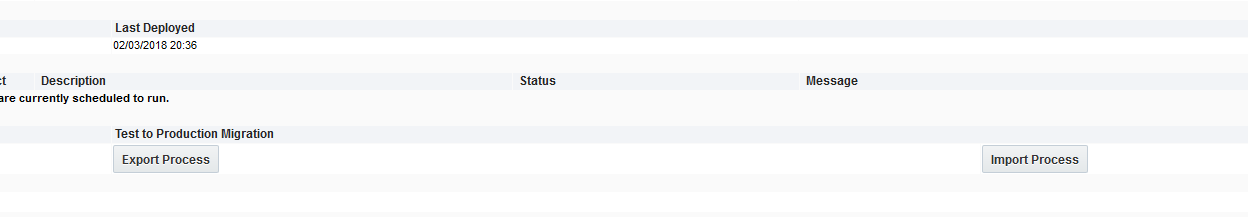 Last Deployed
02/03/2018 20:36
Description Status Message
are currently scheduled to run.
Test to Production Migration
Export Process Import Process